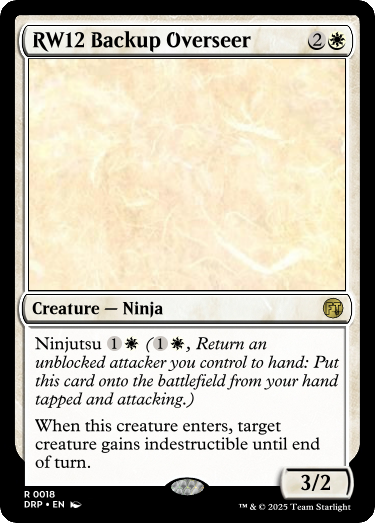 RW12 Backup Overseer 2
Creature — Ninja
FT
Ninjutsu 1 (1, Return an
unblocked attacker you control to hand: Put
this card onto the battlefield from your hand
tapped and attacking.)
When this creature enters, target
creature gains indestructible until end
of turn.
3/2
R 0018
DRP • EN
™ & © 2025 Team Starlight